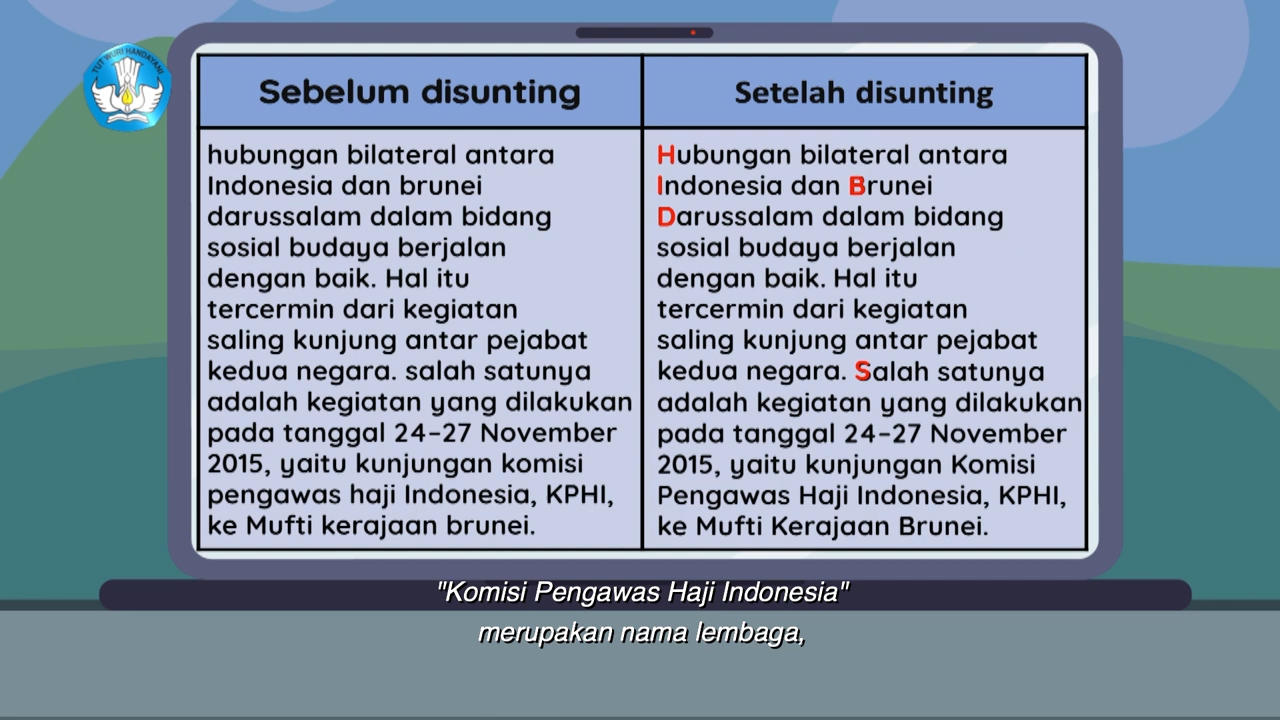 TUT WURI HANDAYANI
Sebelum disunting
hubungan bilateral antara
Indonesia dan brunei
darussalam dalam bidang
sosial budaya berjalan
dengan baik. Hal itu
tercermin dari kegiatan
saling kunjung antar pejabat
kedua negara. salah satunya
adalah kegiatan yang dilakukan
pada tanggal 24–27 November
2015, yaitu kunjungan komisi
pengawas haji Indonesia, KPHI,
ke Mufti kerajaan brunei.
Setelah disunting
Hubungan bilateral antara
Indonesia dan Brunei
Darussalam dalam bidang
sosial budaya berjalan
dengan baik. Hal itu
tercermin dari kegiatan
saling kunjung antar pejabat
kedua negara. Salah satunya
adalah kegiatan yang dilakukan
pada tanggal 24–27 November
2015, yaitu kunjungan Komisi
Pengawas Haji Indonesia, KPHI,
ke Mufti Kerajaan Brunei.
"Komisi Pengawas Haji Indonesia"
merupakan nama lembaga,